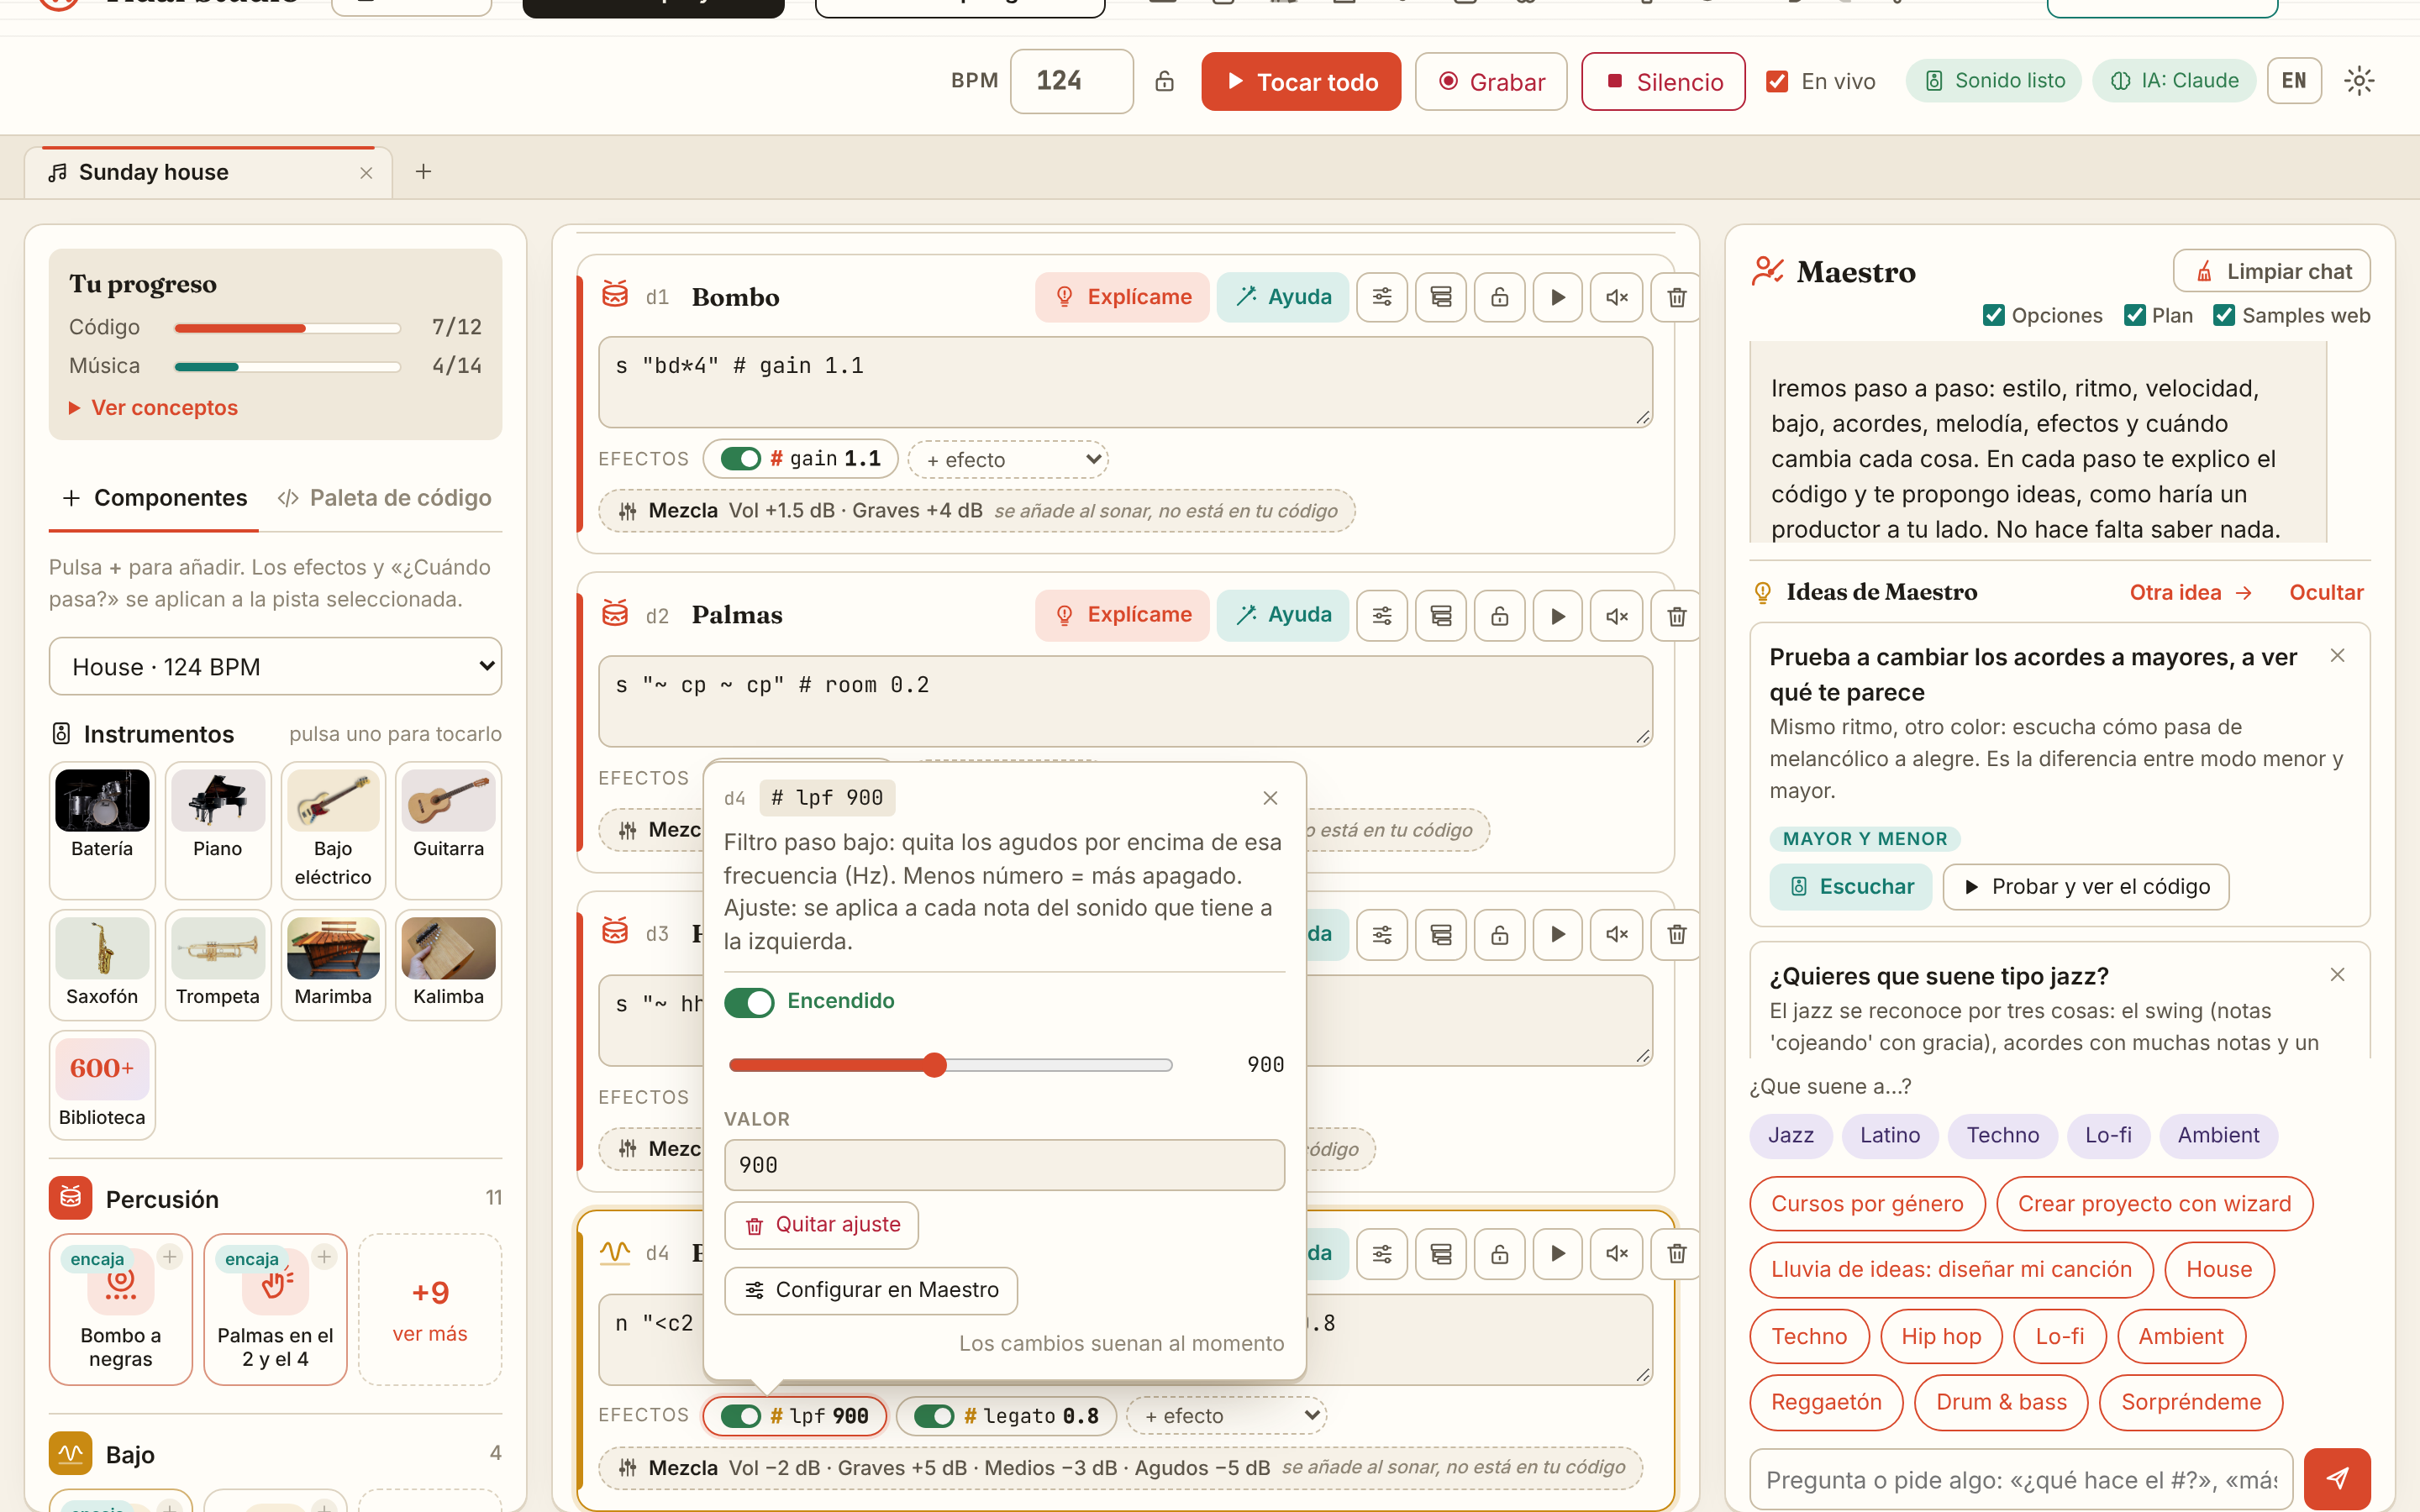 BPM 124 Tocar todo Grabar Silencio En vivo Sonido listo IA: Claude EN
Sunday house
Tu progreso
Código 7/12
Música 4/14
Ver conceptos
Componentes Paleta de código
Pulsa + para añadir. Los efectos y «¿Cuándo
pasa?» se aplican a la pista seleccionada.
House · 124 BPM
Instrumentos pulsa uno para tocarlo
Batería Piano Bajo eléctrico Guitarra
Saxofón Trompeta Marimba Kalimba
600+
Biblioteca
Percusión 11
encaja
Bombo a
negras
encaja
Palmas en el
2 y el 4
+9
ver más
Bajo 4
encaja
d1 Bombo Explícame Ayuda
s "bd*4" # gain 1.1
EFECTOS # gain 1.1 + efecto
Mezcla Vol +1.5 dB · Graves +4 dB se añade al sonar, no está en tu código
d2 Palmas Explícame Ayuda
s "~ cp ~ cp" # room 0.2
EFECTOS
Mezc
está en tu código
d3
s "~ hh
EFECTOS
Mezc
código
d4 # lpf 900
Filtro paso bajo: quita los agudos por encima de esa
frecuencia (Hz). Menos número = más apagado.
Ajuste: se aplica a cada nota del sonido que tiene a
la izquierda.
Encendido
900
VALOR
900
Quitar ajuste
Configurar en Maestro
Los cambios suenan al momento
d4
n "<c2
.8
EFECTOS # lpf 900 # legato 0.8 + efecto
Mezcla Vol −2 dB · Graves +5 dB · Medios −3 dB · Agudos −5 dB se añade al sonar, no está en tu código
Maestro Limpiar chat
Opciones Plan Samples web
Iremos paso a paso: estilo, ritmo, velocidad,
bajo, acordes, melodía, efectos y cuándo
cambia cada cosa. En cada paso te explico el
código y te propongo ideas, como haría un
productor a tu lado. No hace falta saber nada.
Ideas de Maestro Otra idea → Ocultar
Prueba a cambiar los acordes a mayores, a ver
qué te parece
Mismo ritmo, otro color: escucha cómo pasa de
melancólico a alegre. Es la diferencia entre modo menor y
mayor.
MAYOR Y MENOR
Escuchar Probar y ver el código
¿Quieres que suene tipo jazz?
El jazz se reconoce por tres cosas: el swing (notas
'cojeando' con gracia), acordes con muchas notas y un
¿Que suene a...?
Jazz Latino Techno Lo-fi Ambient
Cursos por género Crear proyecto con wizard
Lluvia de ideas: diseñar mi canción House
Techno Hip hop Lo-fi Ambient
Reggaetón Drum & bass Sorpréndeme
Pregunta o pide algo: «¿qué hace el #?», «más